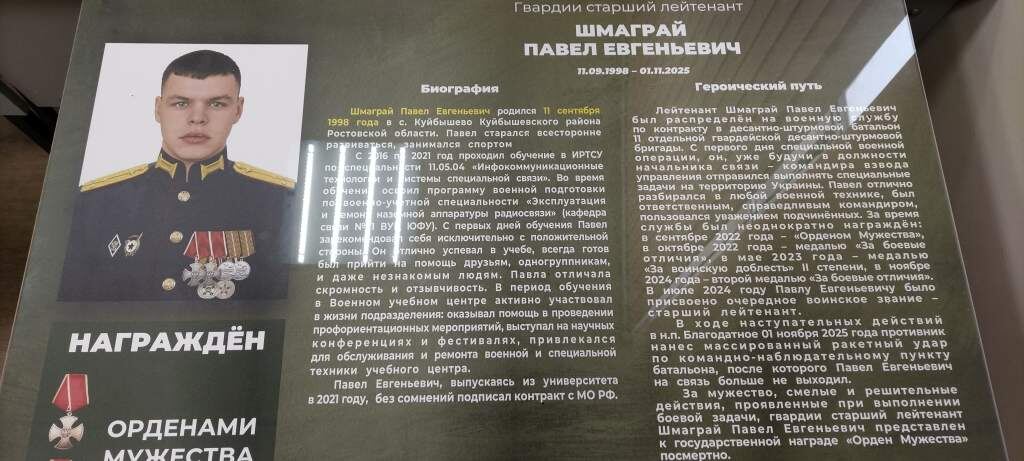 Гвардии старший лейтенант
ШМАГРАЙ
ПАВЕЛ ЕВГЕНЬЕВИЧ
11.09.1998 – 01.11.2025
Биография
Шмаграй Павел Евгеньевич родился 11 сентября
1998 года в с. Куйбышево Куйбышевского района
Ростовской области. Павел старался всесторонне
развиваться, занимался спортом
С 2016 по 2021 год проходил обучение в ИРТСУ
по специальности 11.05.04 «Инфокоммуникационные
технологии и системы специальной связи». Во время
обучения освоил программу военной подготовки
по военно-учетной специальности «Эксплуатация
и ремонт наземной аппаратуры радиосвязи» (кафедра
связи № 1 ВУЦ ЮФУ). С первых дней обучения Павел
зарекомендовал себя исключительно с положительной
стороны. Он отлично успевал в учебе, всегда готов
был прийти на помощь друзьям, одногруппникам,
и даже незнакомым людям. Павла отличала
скромность и отзывчивость. В период обучения
в Военном учебном центре активно участвовал
в жизни подразделения: оказывал помощь в проведении
профориентационных мероприятий, выступал на научных
конференциях и фестивалях, привлекался
для обслуживания и ремонта военной и специальной
техники учебного центра.
Павел Евгеньевич, выпускаясь из университета
в 2021 году, без сомнений подписал контракт с МО РФ.
Героический путь
Лейтенант Шмаграй Павел Евгеньевич
был распределён на военную службу
по контракту в десантно-штурмовой батальон
11 отдельной гвардейской десантно-штурмовой
бригады. С первого дня специальной военной
операции, он, уже будучи в должности
начальника связи – командира взвода
управления отправился выполнять специальные
задачи на территорию Украины. Павел отлично
разбирался в любой военной технике, был
ответственным, справедливым командиром,
пользовался уважением подчинённых. За время
службы был неоднократно награждён:
в сентябре 2022 года – «Орденом Мужества»,
в октябре 2022 года – медалью «За боевые
отличия», в мае 2023 года – медалью
«За воинскую доблесть» II степени, в ноябре
2024 года – второй медалью «За боевые отличия».
В июле 2024 году Павлу Евгеньевичу было
присвоено очередное воинское звание –
старший лейтенант.
В ходе наступательных действий
в н.п. Благодатное 01 ноября 2025 года противник
нанес массированный ракетный удар
по командно-наблюдательному пункту
батальона, после которого Павел Евгеньевич
на связь больше не выходил.
За мужество, смелые и решительные
действия, проявленные при выполнении
боевой задачи, гвардии старший лейтенант
Шмаграй Павел Евгеньевич представлен
к государственной награде «Орден Мужества»
посмертно.
НАГРАЖДЁН
ОРДЕНАМИ
МУЖЕСТВА